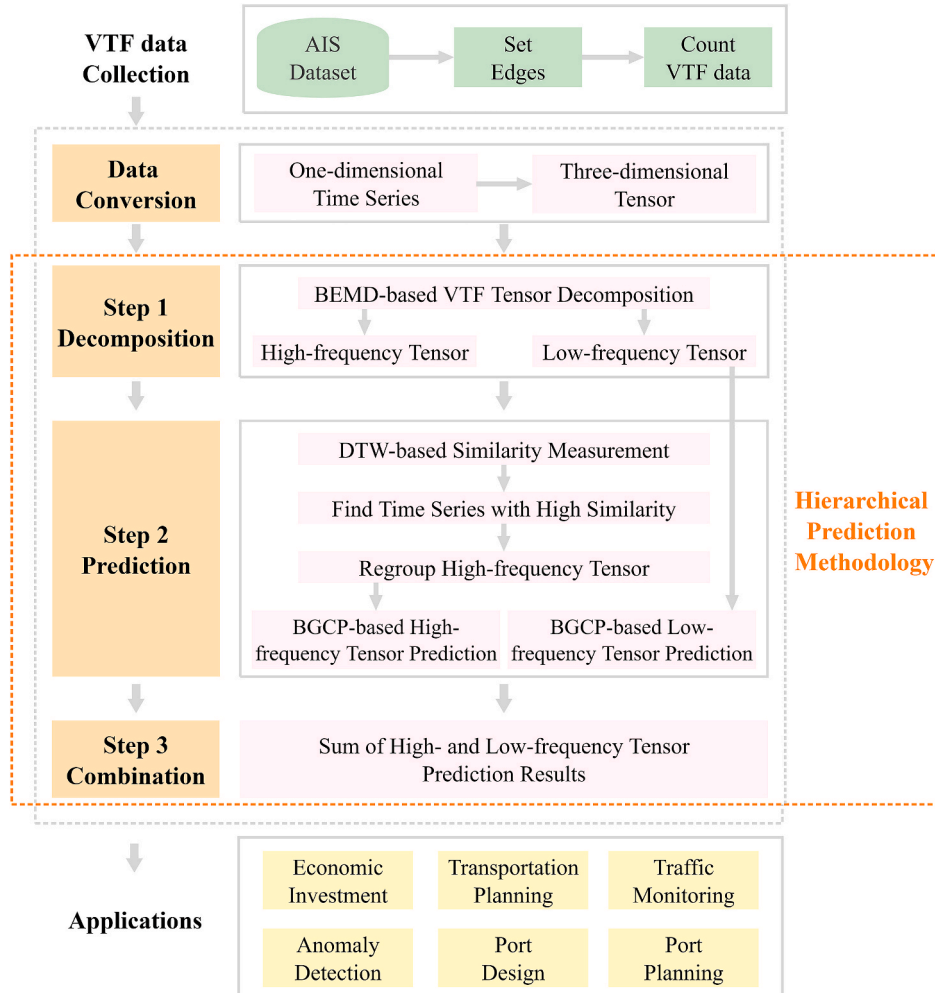 VTF data
Collection
AIS
Dataset
Set
Edges
Count
VTF data
Data
Conversion
One-dimensional
Time Series
Three-dimensional
Tensor
Step 1
Decomposition
BEMD-based VTF Tensor Decomposition
High-frequency Tensor
Low-frequency Tensor
Step 2
Prediction
DTW-based Similarity Measurement
Find Time Series with High Similarity
Regroup High-frequency Tensor
BGCP-based High-
frequency Tensor Prediction
BGCP-based Low-
frequency Tensor Prediction
Hierarchical
Prediction
Methodology
Step 3
Combination
Sum of High- and Low-frequency Tensor
Prediction Results
Applications
Economic
Investment
Transportation
Planning
Traffic
Monitoring
Anomaly
Detection
Port
Design
Port
Planning